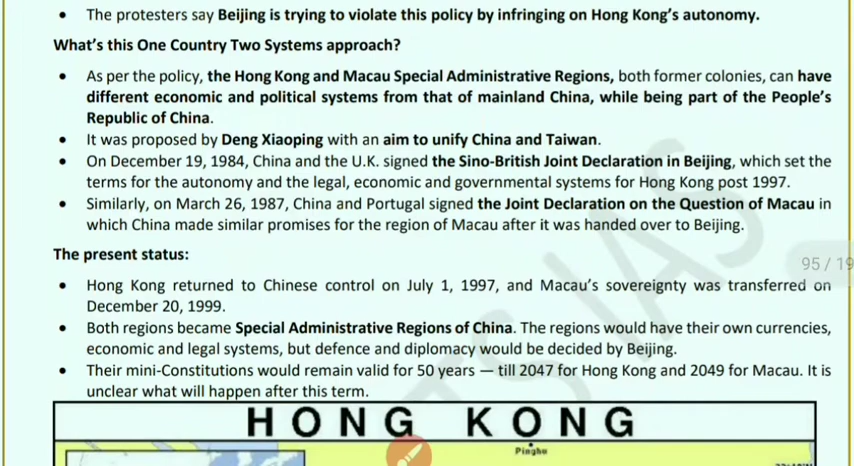 • The protesters say Beijing is trying to violate this policy by infringing on Hong Kong's autonomy.
What's this One Country Two Systems approach?
• As per the policy, the Hong Kong and Macau Special Administrative Regions, both former colonies, can have
different economic and political systems from that of mainland China, while being part of the People's
Republic of China.
• It was proposed by Deng Xiaoping with an aim to unify China and Taiwan.
• On December 19, 1984, China and the U.K. signed the Sino-British Joint Declaration in Beijing, which set the
terms for the autonomy and the legal, economic and governmental systems for Hong Kong post 1997.
• Similarly, on March 26, 1987, China and Portugal signed the Joint Declaration on the Question of Macau in
which China made similar promises for the region of Macau after it was handed over to Beijing.
The present status:
95 / 19
• Hong Kong returned to Chinese control on July 1, 1997, and Macau's sovereignty was transferred on
December 20, 1999.
• Both regions became Special Administrative Regions of China. The regions would have their own currencies,
economic and legal systems, but defence and diplomacy would be decided by Beijing.
• Their mini-Constitutions would remain valid for 50 years — till 2047 for Hong Kong and 2049 for Macau. It is
unclear what will happen after this term.
HONG KONG
Pinghu